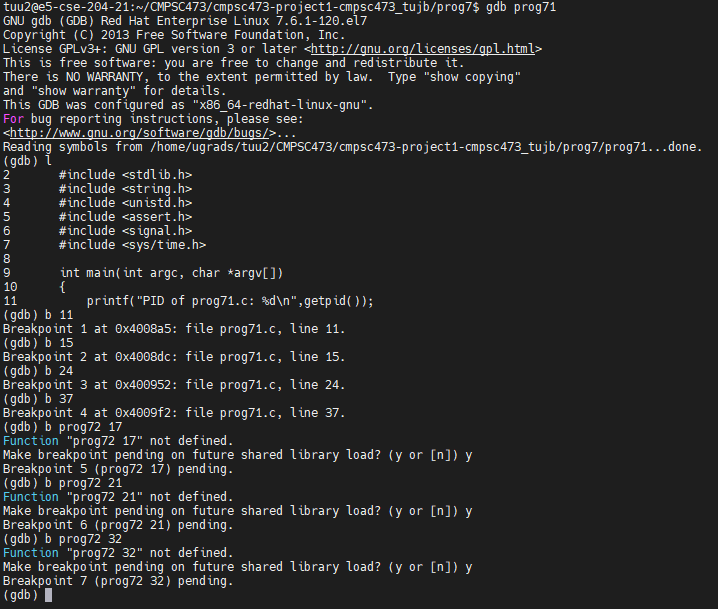 tuu2@e5-cse-204-21:~/CMPSC473/cmpsc473-project1-cmpsc473_tujb/prog7$ gdb prog71
GNU gdb (GDB) Red Hat Enterprise Linux 7.6.1-120.el7
Copyright (C) 2013 Free Software Foundation, Inc.
License GPLv3+: GNU GPL version 3 or later <http://gnu.org/licenses/gpl.html>
This is free software: you are free to change and redistribute it.
There is NO WARRANTY, to the extent permitted by law.  Type "show copying"
and "show warranty" for details.
This GDB was configured as "x86_64-redhat-linux-gnu".
For bug reporting instructions, please see:
<http://www.gnu.org/software/gdb/bugs/>...
Reading symbols from /home/ugrads/tuu2/CMPSC473/cmpsc473-project1-cmpsc473_tujb/prog7/prog71...done.
(gdb) l
2       #include <stdlib.h>
3       #include <string.h>
4       #include <unistd.h>
5       #include <assert.h>
6       #include <signal.h>
7       #include <sys/time.h>
8
9       int main(int argc, char *argv[])
10      {
11          printf("PID of prog71.c: %d\n",getpid());
(gdb) b 11
Breakpoint 1 at 0x4008a5: file prog71.c, line 11.
(gdb) b 15
Breakpoint 2 at 0x4008dc: file prog71.c, line 15.
(gdb) b 24
Breakpoint 3 at 0x400952: file prog71.c, line 24.
(gdb) b 37
Breakpoint 4 at 0x4009f2: file prog71.c, line 37.
(gdb) b prog72 17
Function "prog72 17" not defined.
Make breakpoint pending on future shared library load? (y or [n]) y
Breakpoint 5 (prog72 17) pending.
(gdb) b prog72 21
Function "prog72 21" not defined.
Make breakpoint pending on future shared library load? (y or [n]) y
Breakpoint 6 (prog72 21) pending.
(gdb) b prog72 32
Function "prog72 32" not defined.
Make breakpoint pending on future shared library load? (y or [n]) y
Breakpoint 7 (prog72 32) pending.
(gdb)